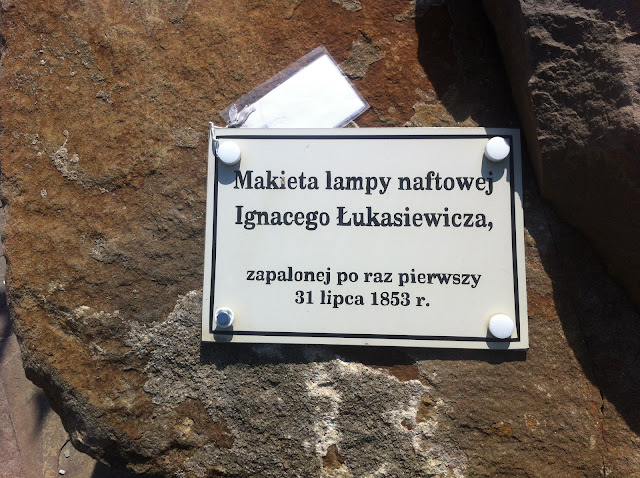 Makieta lampy naftowej
Ignacego Łukasiewicza,
zapalonej po raz pierwszy
31 lipca 1853 r.